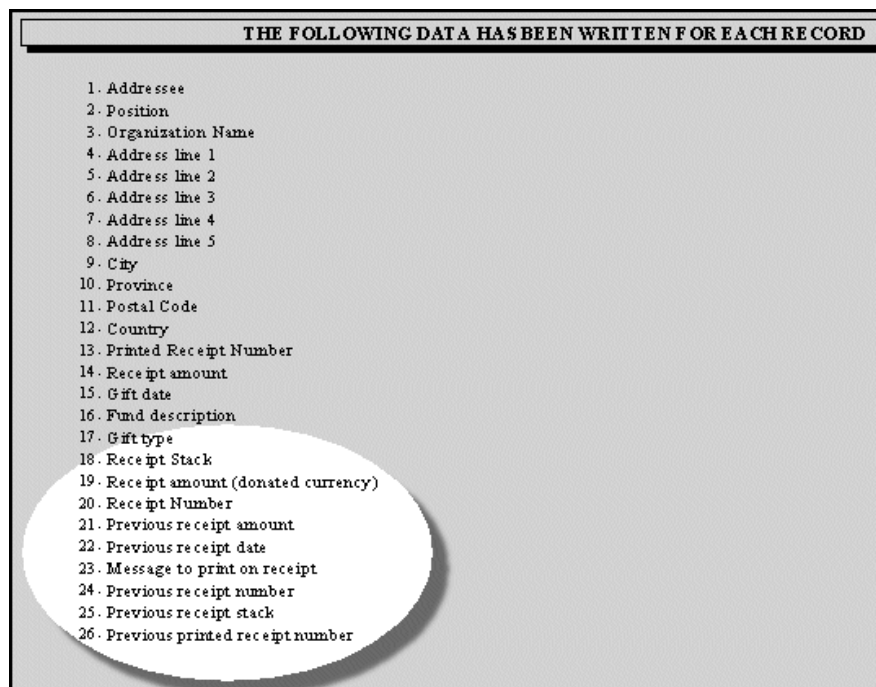 THE FOLLOWING DATA HAS BEEN WRITTEN FOR EACH RECORD
1. Addressee
2. Position
3. Organization Name
4. Address line 1
5. Address line 2
6. Address line 3
7. Address line 4
8. Address line 5
9. City
10. Province
11. Postal Code
12. Country
13. Printed Receipt Number
14. Receipt amount
15. Gift date
16. Fund description
17. Gift type
18. Receipt Stack
19. Receipt amount (donated currency)
20. Receipt Number
21. Previous receipt amount
22. Previous receipt date
23. Message to print on receipt
24. Previous receipt number
25. Previous receipt stack
26. Previous printed receipt number